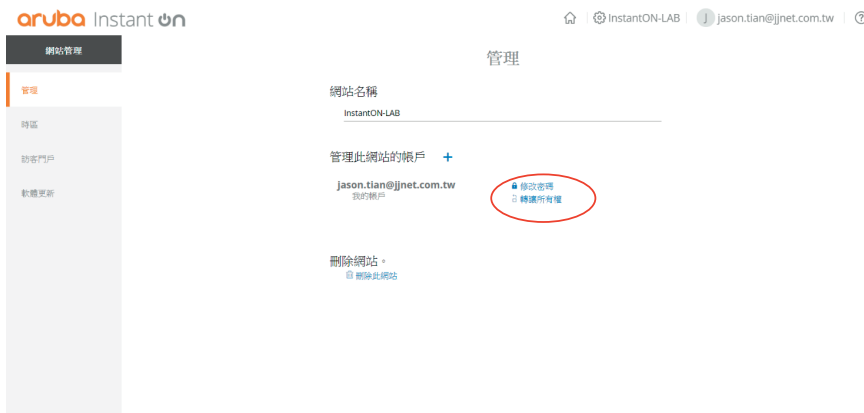 aruba Instant On
InstantON-LAB
J jason.tian@jjnet.com.tw
?
網站管理
管理
時區
訪客門戶
軟體更新
管理
網站名稱
InstantON-LAB
管理此網站的帳戶 +
jason.tian@jjnet.com.tw
我的帳戶
修改密碼
轉讓所有權
刪除網站。
刪除此網站